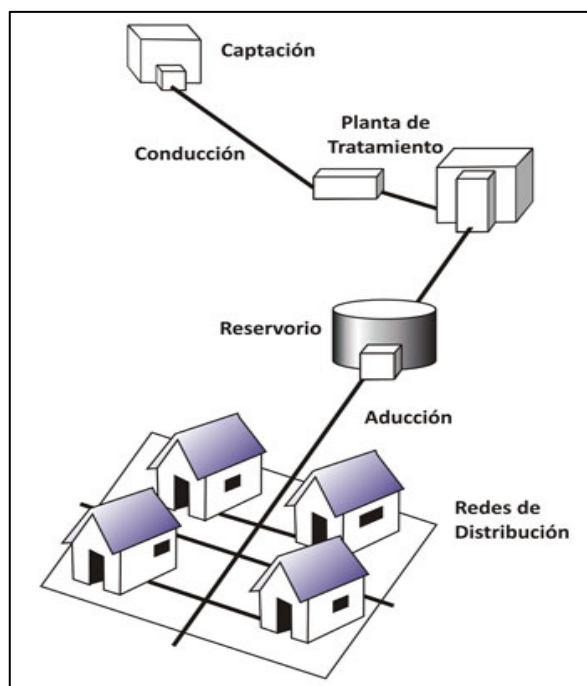 Captación
Conducción
Planta de
Tratamiento
Reservorio
Aducción
Redes de
Distribución